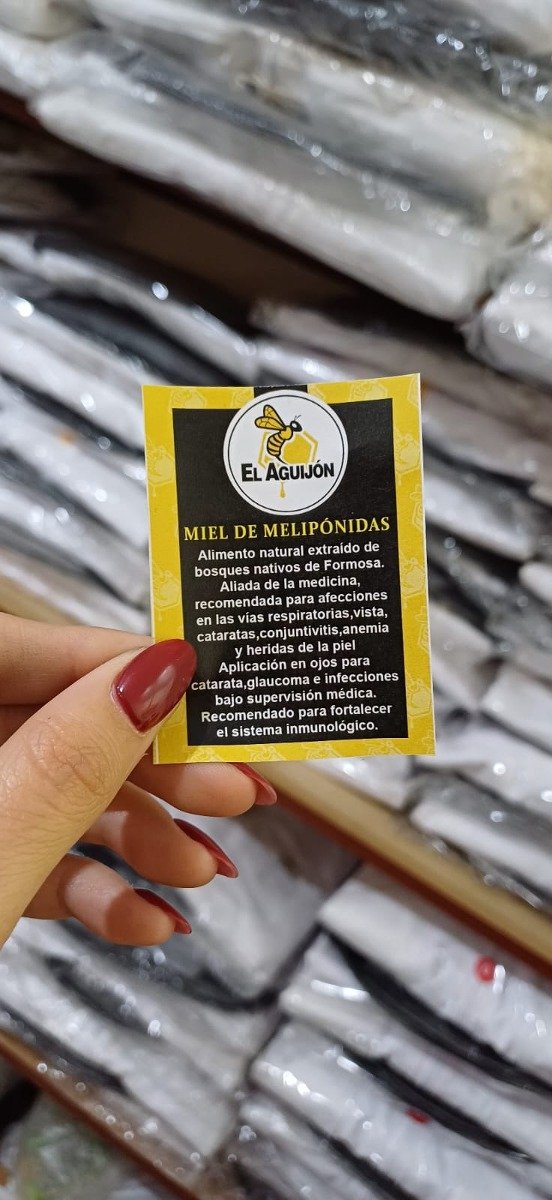 EL AGUIJÓN
MIEL DE MELIPÓNIDAS
Alimento natural extraído de
bosques nativos de Formosa.
Aliada de la medicina,
recomendada para afecciones
en las vías respiratorias,vista,
cataratas,conjuntivitis,anemia
y heridas de la piel
Aplicación en ojos para
catarata,glaucoma e infecciones
bajo supervisión médica.
Recomendado para fortalecer
el sistema inmunológico.